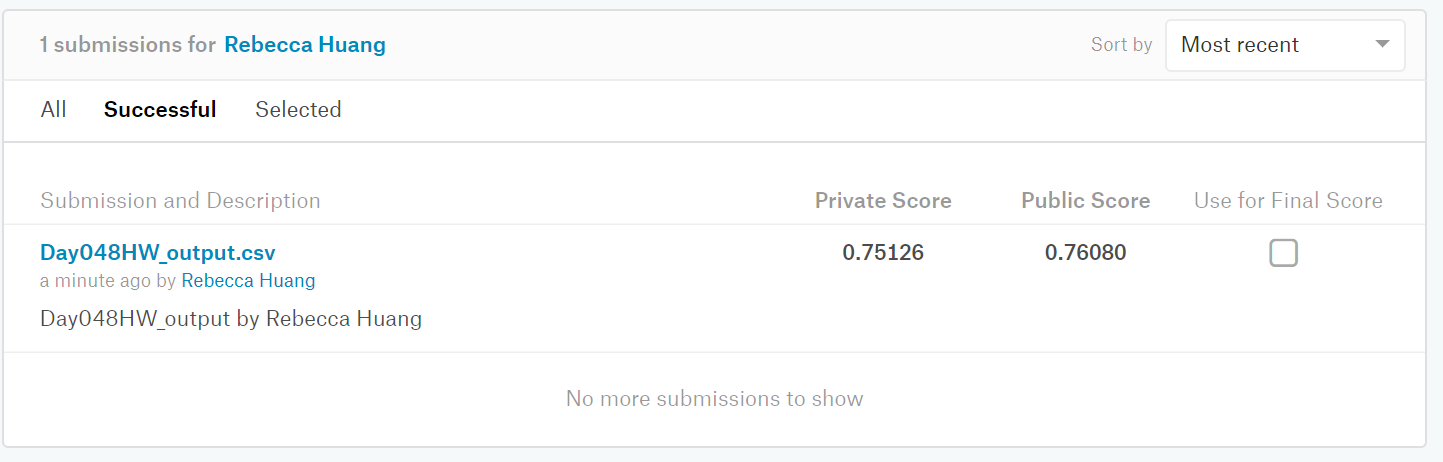 1 submissions for Rebecca Huang Sort by Most recent
All Successful Selected
Submission and Description Private Score Public Score Use for Final Score
Day048HW_output.csv 0.75126 0.76080
a minute ago by Rebecca Huang
Day048HW_output by Rebecca Huang
No more submissions to show